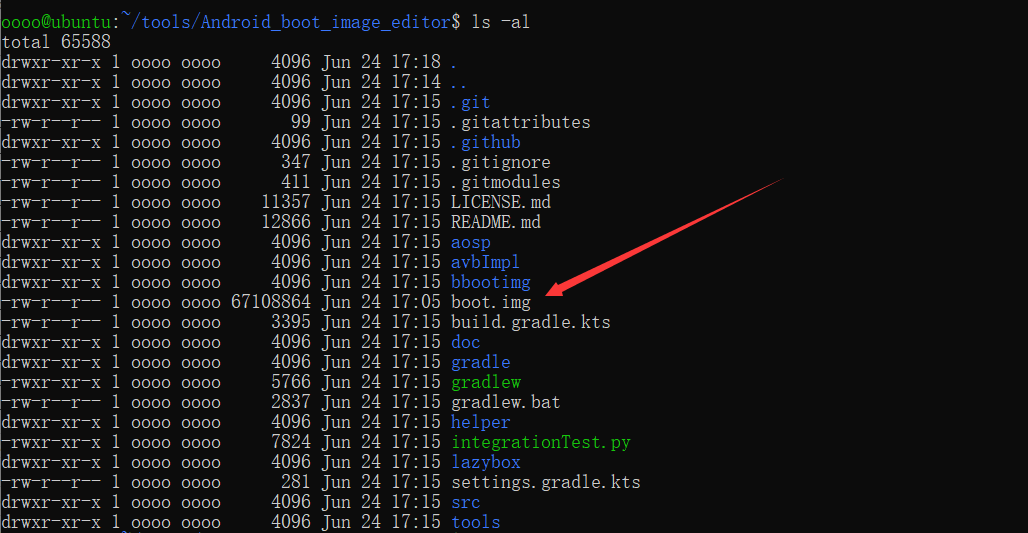 oooo@ubuntu:~/tools/Android_boot_image_editor$ ls -al
total 65588
drwxr-xr-x 1 oooo oooo     4096 Jun 24 17:18 .
drwxr-xr-x 1 oooo oooo     4096 Jun 24 17:14 ..
drwxr-xr-x 1 oooo oooo     4096 Jun 24 17:15 .git
-rw-r--r-- 1 oooo oooo       99 Jun 24 17:15 .gitattributes
drwxr-xr-x 1 oooo oooo     4096 Jun 24 17:15 .github
-rw-r--r-- 1 oooo oooo      347 Jun 24 17:15 .gitignore
-rw-r--r-- 1 oooo oooo      411 Jun 24 17:15 .gitmodules
-rw-r--r-- 1 oooo oooo    11357 Jun 24 17:15 LICENSE.md
-rw-r--r-- 1 oooo oooo    12866 Jun 24 17:15 README.md
drwxr-xr-x 1 oooo oooo     4096 Jun 24 17:15 aosp
drwxr-xr-x 1 oooo oooo     4096 Jun 24 17:15 avbImpl
drwxr-xr-x 1 oooo oooo     4096 Jun 24 17:15 bbootimg
-rw-r--r-- 1 oooo oooo 67108864 Jun 24 17:05 boot.img
-rw-r--r-- 1 oooo oooo     3395 Jun 24 17:15 build.gradle.kts
drwxr-xr-x 1 oooo oooo     4096 Jun 24 17:15 doc
drwxr-xr-x 1 oooo oooo     4096 Jun 24 17:15 gradle
-rwxr-xr-x 1 oooo oooo     5766 Jun 24 17:15 gradlew
-rw-r--r-- 1 oooo oooo     2837 Jun 24 17:15 gradlew.bat
drwxr-xr-x 1 oooo oooo     4096 Jun 24 17:15 helper
-rwxr-xr-x 1 oooo oooo     7824 Jun 24 17:15 integrationTest.py
drwxr-xr-x 1 oooo oooo     4096 Jun 24 17:15 lazybox
-rw-r--r-- 1 oooo oooo      281 Jun 24 17:15 settings.gradle.kts
drwxr-xr-x 1 oooo oooo     4096 Jun 24 17:15 src
drwxr-xr-x 1 oooo oooo     4096 Jun 24 17:15 tools